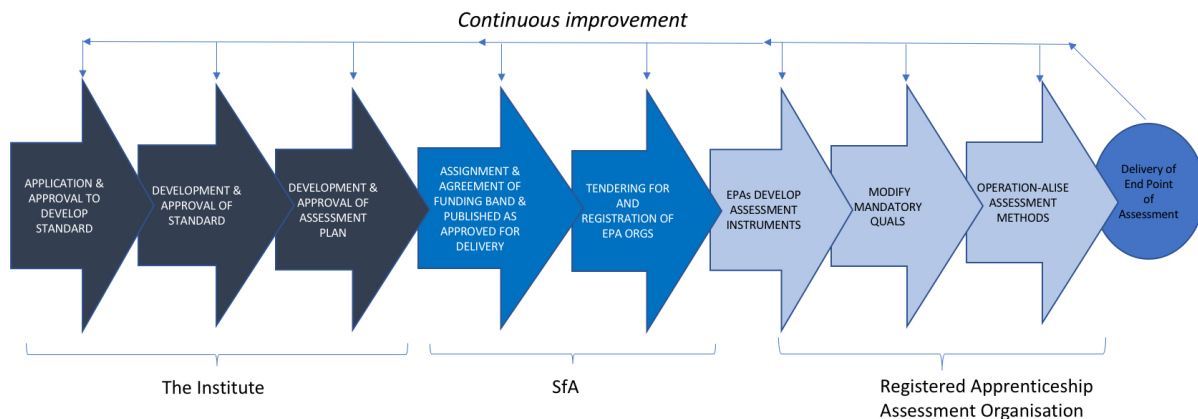 Continuous improvement
APPLICATION &
APPROVAL TO
DEVELOP
STANDARD
DEVELOPMENT &
APPROVAL OF
STANDARD
DEVELOPMENT &
APPROVAL OF
ASSESSMENT
PLAN
ASSIGNMENT &
AGREEMENT OF
FUNDING BAND &
PUBLISHED AS
APPROVED FOR
DELIVERY
TENDERING FOR
AND
REGISTRATION OF
EPA ORGS
EPAs DEVELOP
ASSESSMENT
INSTRUMENTS
MODIFY
MANDATORY
QUALS
OPERATION-ALISE
ASSESSMENT
METHODS
Delivery of
End Point
of
Assessment
The Institute
SfA
Registered Apprenticeship
Assessment Organisation